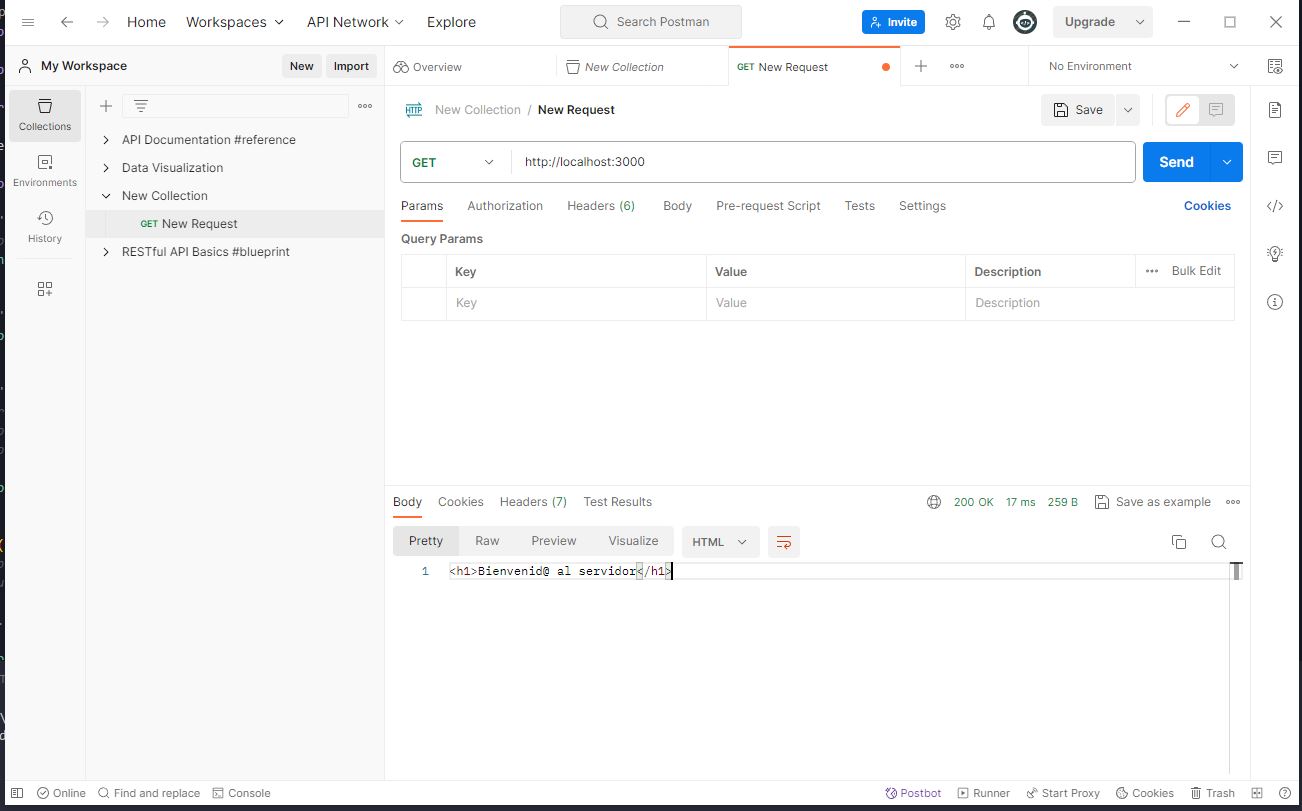 Home Workspaces API Network Explore Search Postman Invite Upgrade
My Workspace New Import Overview New Collection GET New Request No Environment
Collections
Environments
History
API Documentation #reference
Data Visualization
New Collection
GET New Request
RESTful API Basics #blueprint
HTTP New Collection / New Request Save
GET http://localhost:3000 Send
Params Authorization Headers (6) Body Pre-request Script Tests Settings Cookies
Query Params
Key Value Description Bulk Edit
Key Value Description
Body Cookies Headers (7) Test Results 200 OK 17 ms 259 B Save as example
Pretty Raw Preview Visualize HTML
1 <h1>Bienvenid@ al servidor</h1>
Online Find and replace Console Postbot Runner Start Proxy Cookies Trash